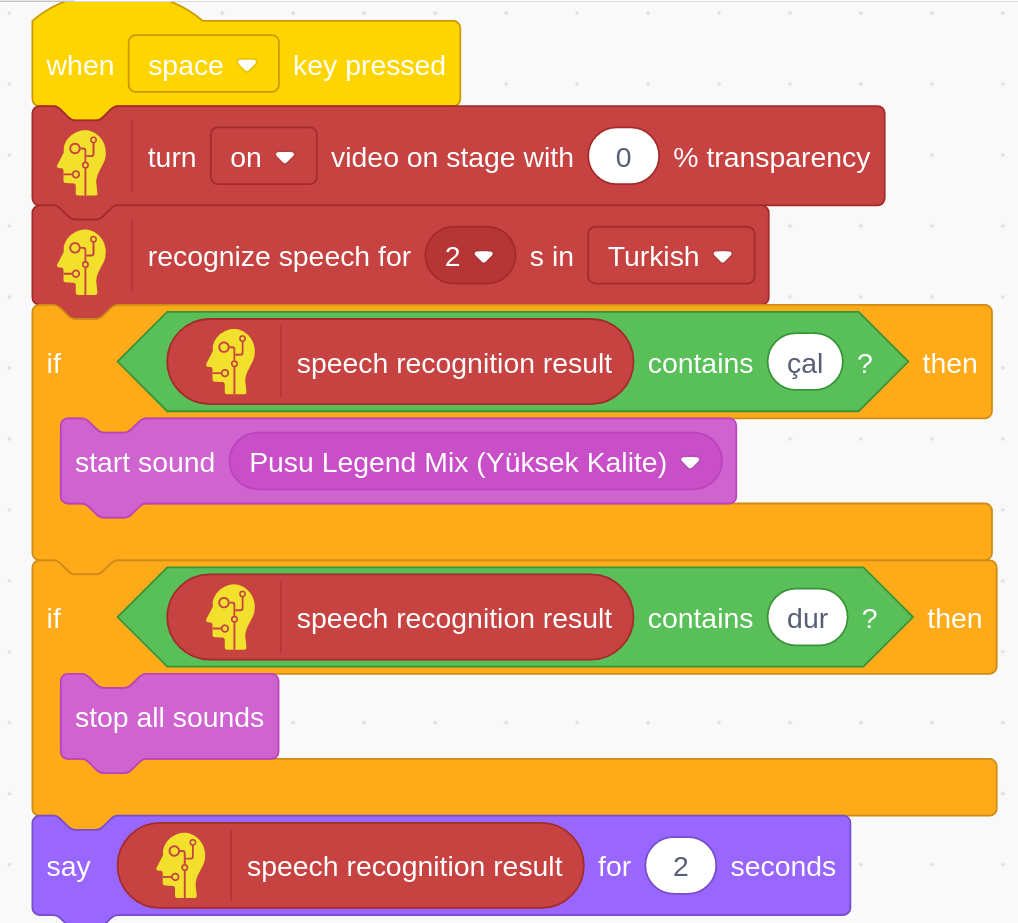 when space key pressed
turn on video on stage with 0 % transparency
recognize speech for 2 s in Turkish
if speech recognition result contains çal ? then
start sound Pusu Legend Mix (Yüksek Kalite)
if speech recognition result contains dur ? then
stop all sounds
say speech recognition result for 2 seconds